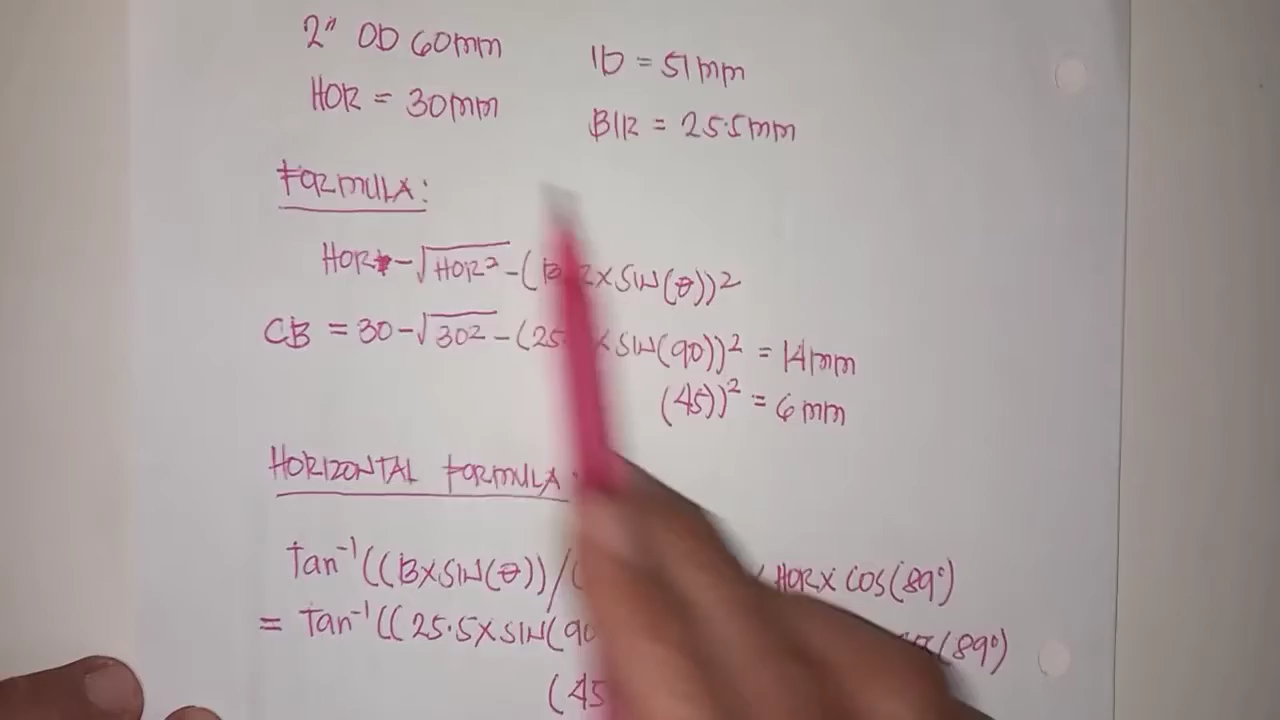 2" OD 60mm
ID = 51mm
HOR = 30mm
BIR = 25.5mm
FORMULA:
HOR - √HOR² - (B R × SIN(θ))²
CB = 30 - √30² - (25 × SIN(90))² = 14mm
(45))² = 6mm
HORIZONTAL FORMULA
Tan⁻¹((B×SIN(θ))/( HOR × COS(89°)
= Tan⁻¹((25.5×SIN(90 (89°)
(45